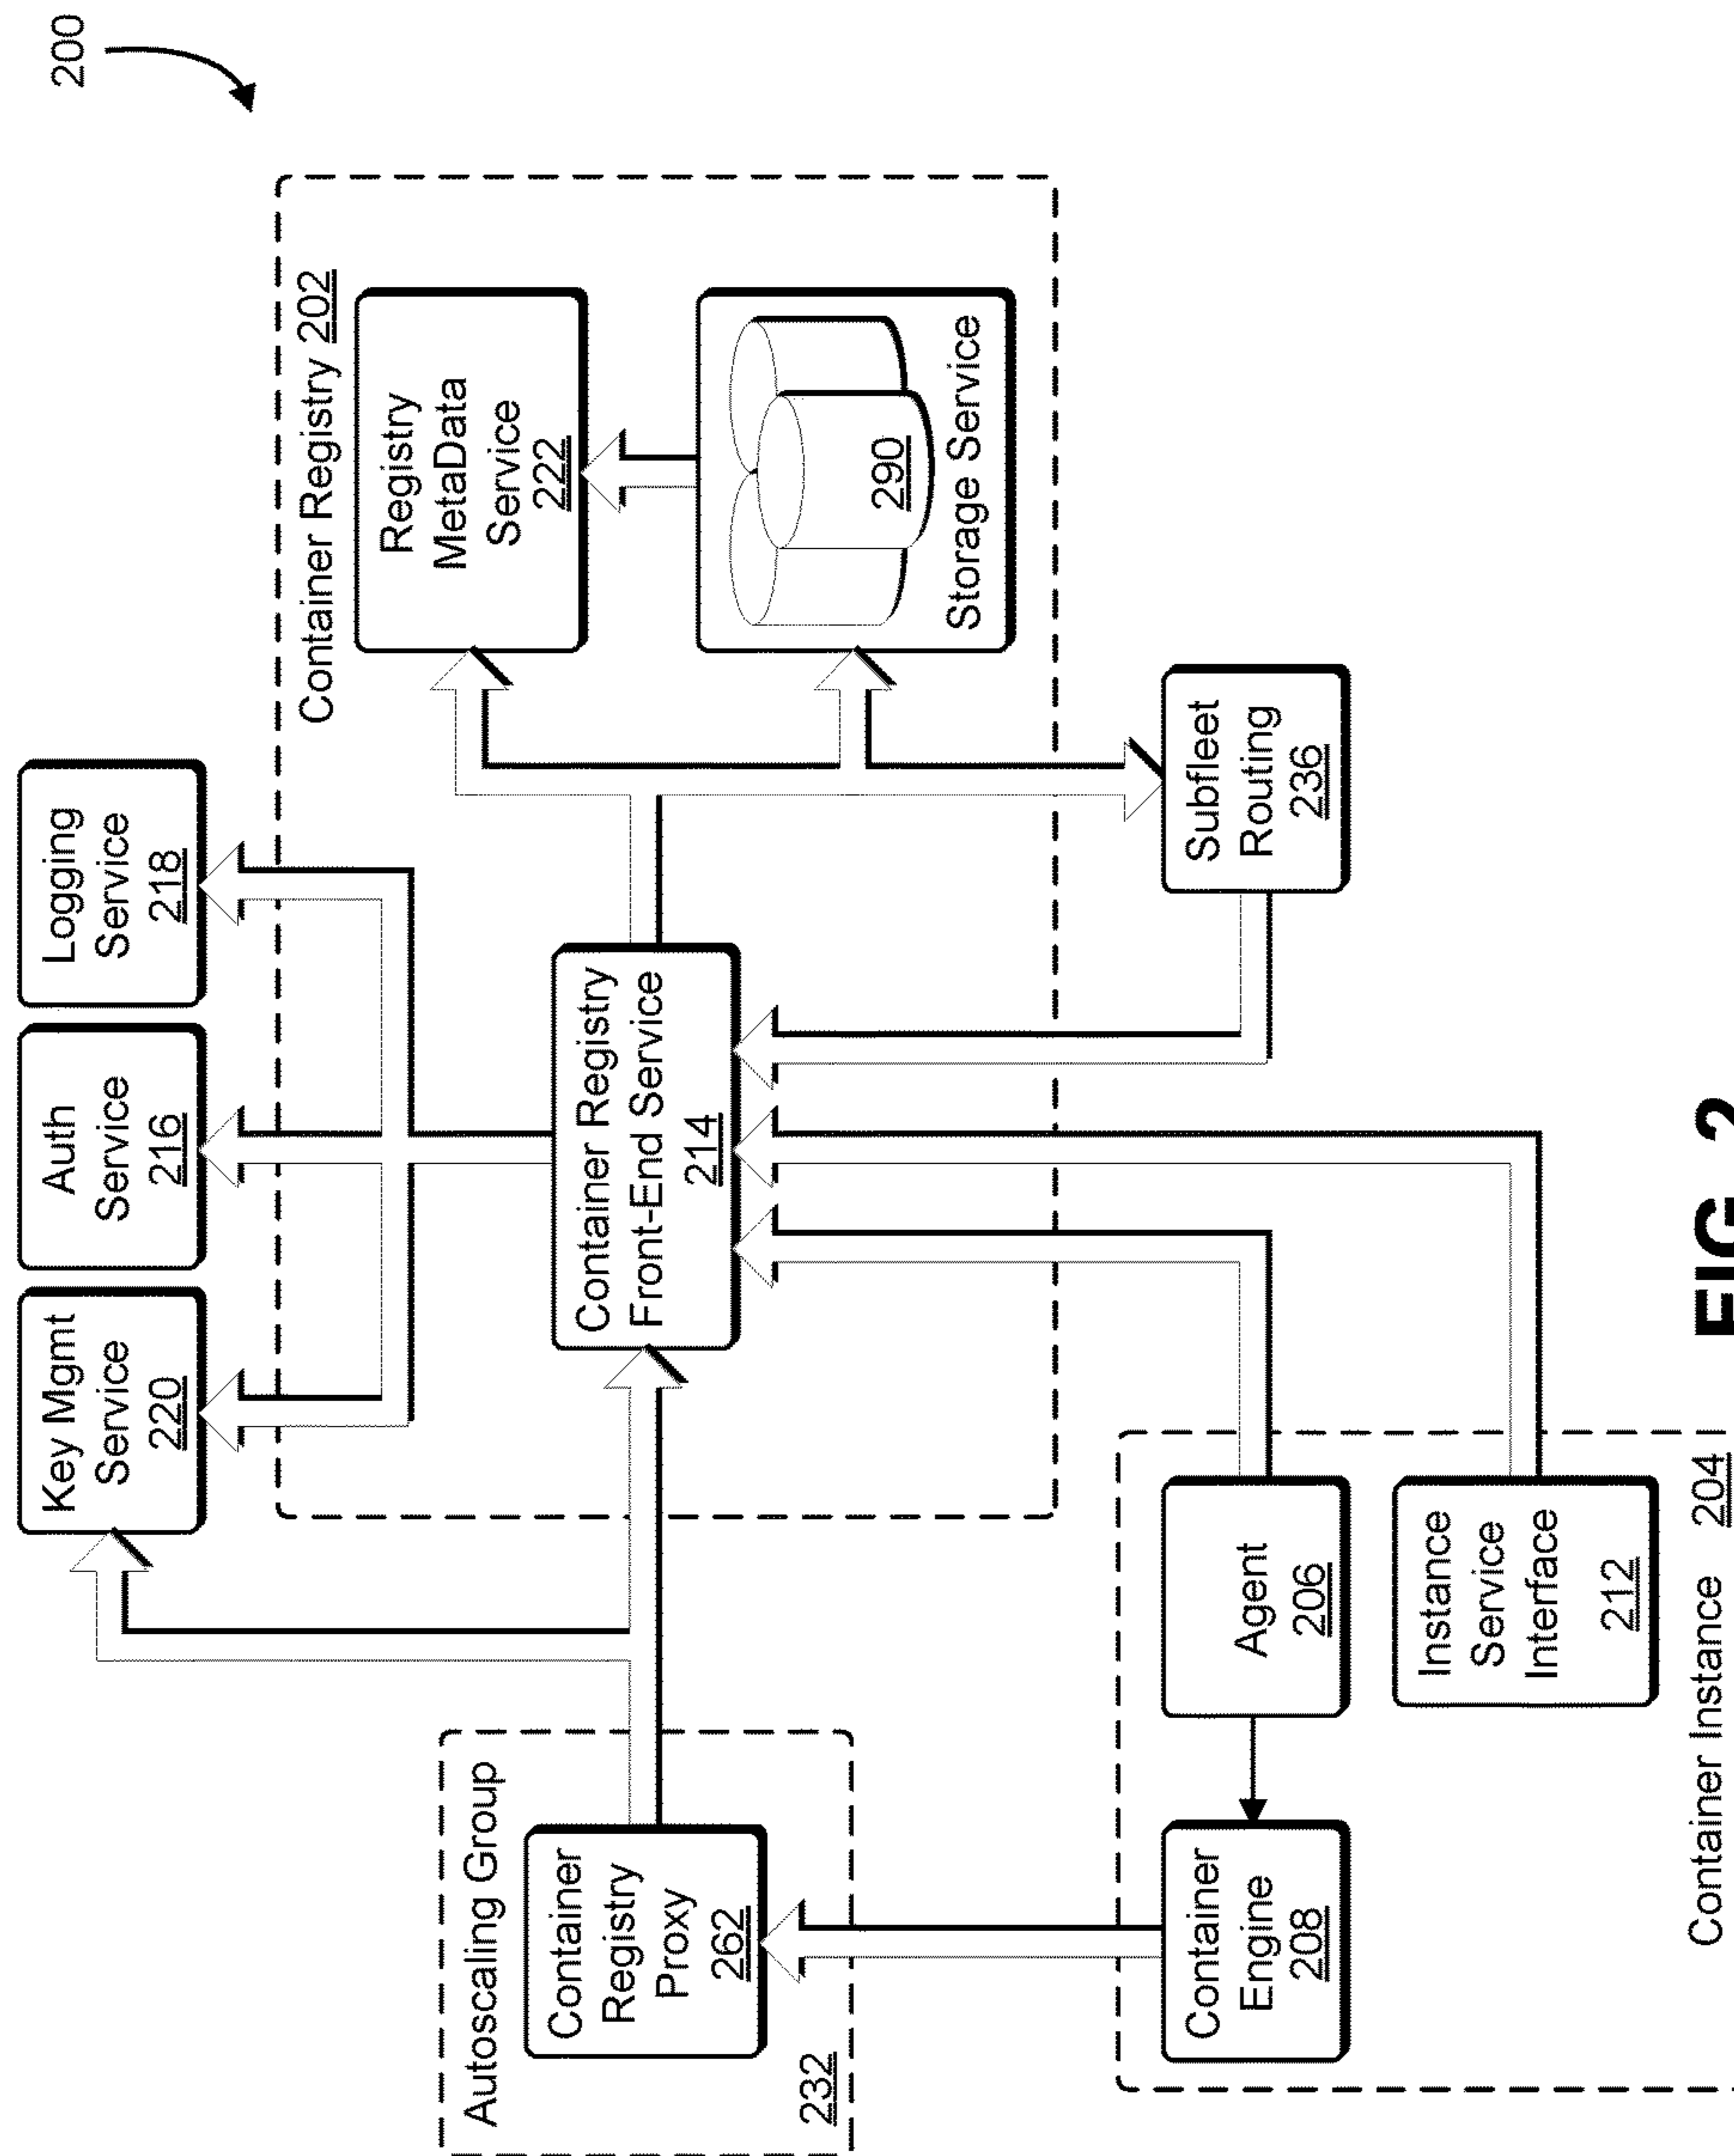 200
Key Mgmt
Service
220
Auth
Service
216
Logging
Service
218
Autoscaling Group
Container
Registry
Proxy
262
232
Container Registry 202
Container Registry
Front-End Service
214
Registry
MetaData
Service
222
290
Storage Service
Container
Engine
208
Agent
206
Instance
Service
Interface
212
Container Instance 204
Subfleet
Routing
236
FIG. 2